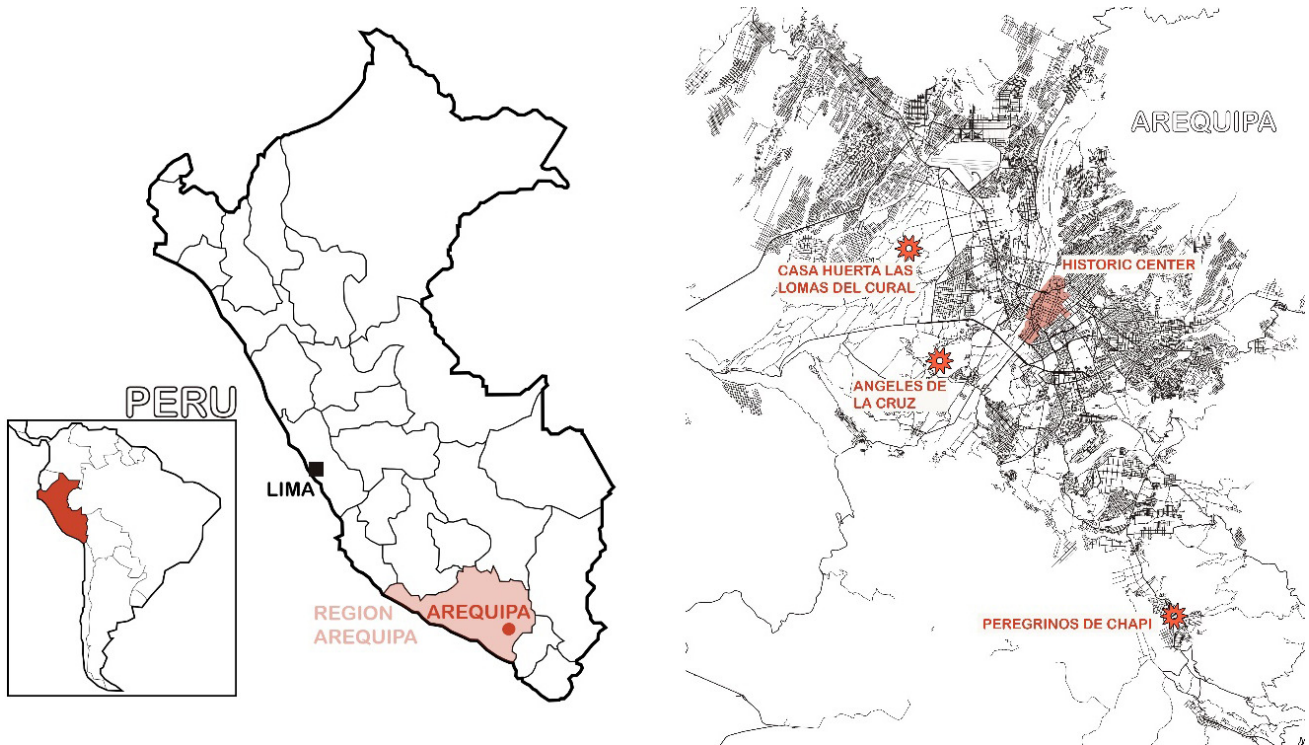 PERU
LIMA
REGION
AREQUIPA
AREQUIPA
AREQUIPA
CASA HUERTA LAS
LOMAS DEL CURAL
HISTORIC CENTER
ANGELES DE
LA CRUZ
PEREGRINOS DE CHAPI